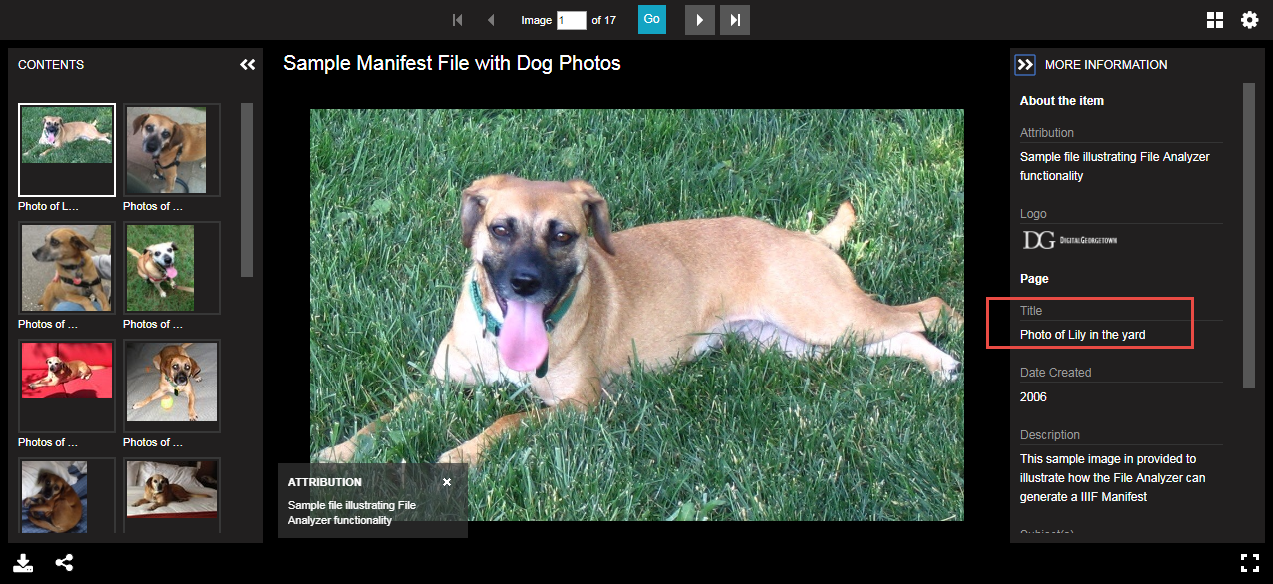 Image 1 of 17 Go
CONTENTS
Sample Manifest File with Dog Photos
MORE INFORMATION
Photo of L...
Photos of ...
Photos of ...
Photos of ...
Photos of ...
Photos of ...
ATTRIBUTION
Sample file illustrating File
Analyzer functionality
About the item
Attribution
Sample file illustrating File Analyzer
functionality
Logo
DG DIGITALGEORGETOWN
Page
Title
Photo of Lily in the yard
Date Created
2006
Description
This sample image in provided to
illustrate how the File Analyzer can
generate a IIIF Manifest
Subject(s)